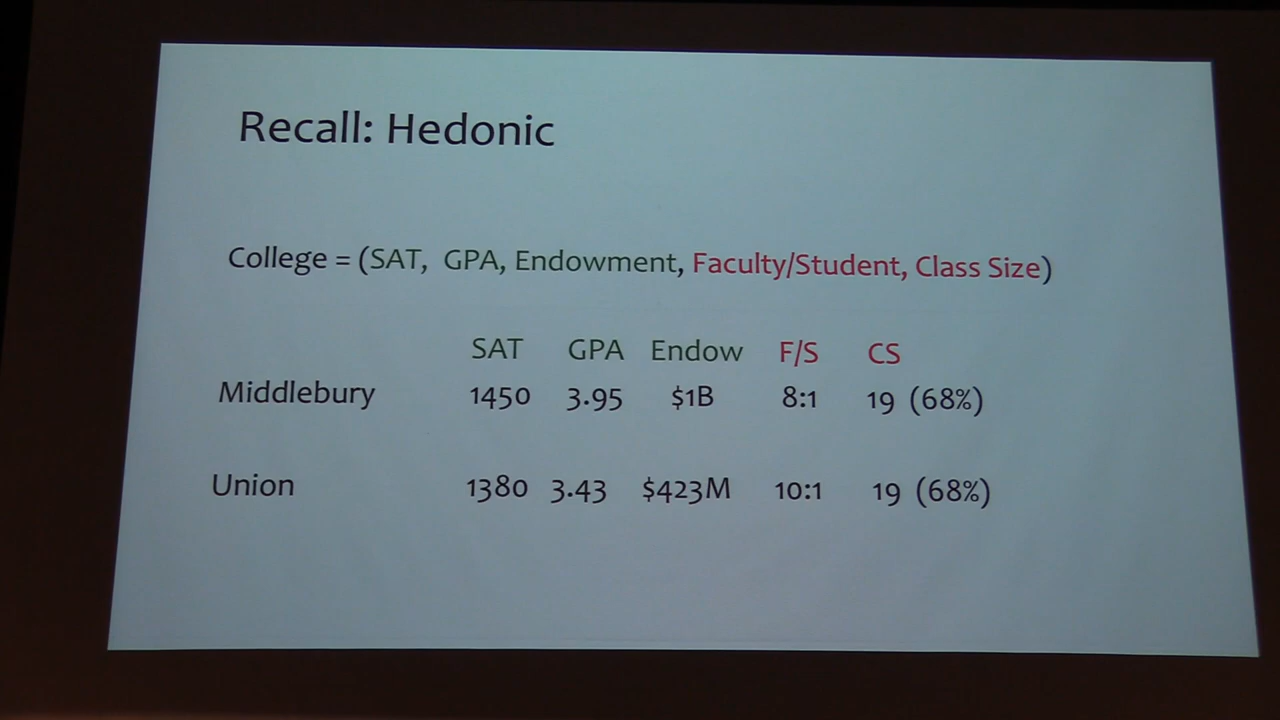 Recall: Hedonic
College = (SAT, GPA, Endowment, Faculty/Student, Class Size)
SAT GPA Endow F/S CS
Middlebury 1450 3.95 $1B 8:1 19 (68%)
Union 1380 3.43 $423M 10:1 19 (68%)